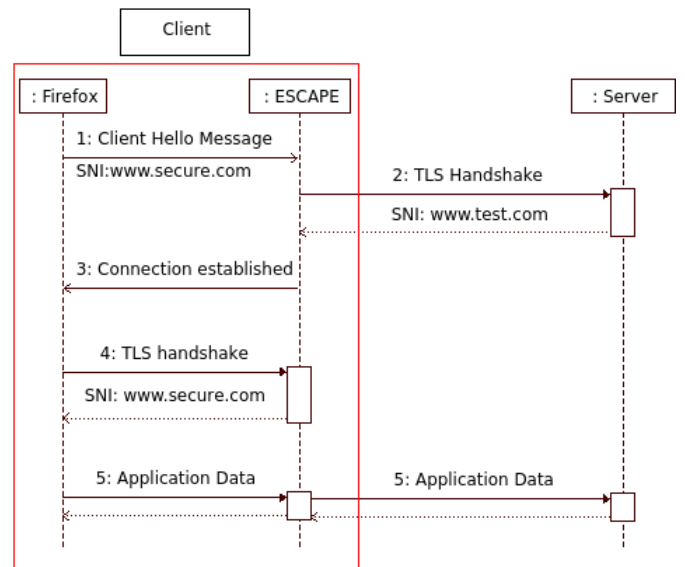 Client
: Firefox
: ESCAPE
: Server
1: Client Hello Message
SNI:www.secure.com
2: TLS Handshake
SNI: www.test.com
3: Connection established
4: TLS handshake
SNI: www.secure.com
5: Application Data
5: Application Data